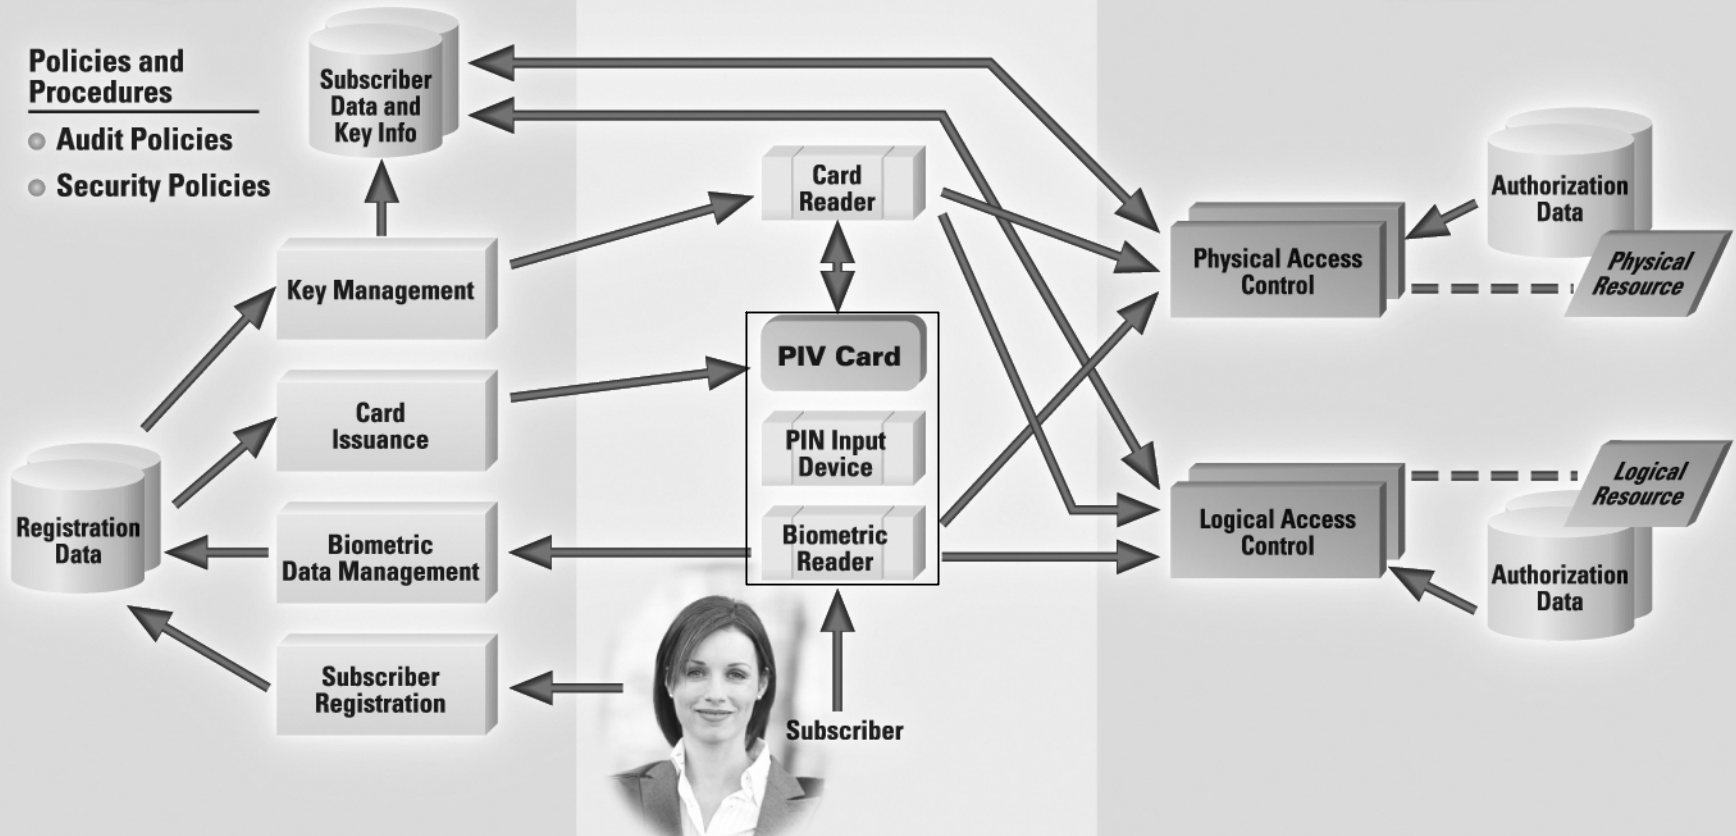 Policies and
Procedures
Audit Policies
Security Policies
Subscriber
Data and
Key Info
Key Management
Card
Issuance
Registration
Data
Biometric
Data Management
Subscriber
Registration
Card
Reader
PIV Card
PIN Input
Device
Biometric
Reader
Subscriber
Physical Access
Control
Authorization
Data
Physical
Resource
Logical Access
Control
Logical
Resource
Authorization
Data